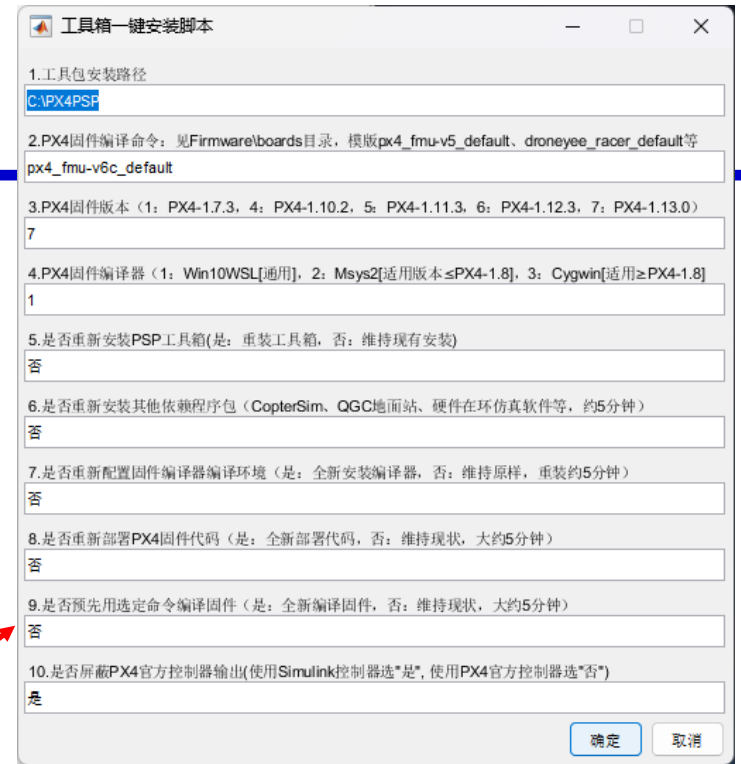 工具箱一键安装脚本
1.工具包安装路径
C:\PX4PSP
2.PX4固件编译命令：见Firmware\boards目录，模版px4_fmu-v5_default、droneyee_racer_default等
px4_fmu-v6c_default
3.PX4固件版本（1：PX4-1.7.3，4：PX4-1.10.2，5：PX4-1.11.3，6：PX4-1.12.3，7：PX4-1.13.0）
7
4.PX4固件编译器（1：Win10WSL[通用]，2：Msys2[适用版本≤PX4-1.8]，3：Cygwin[适用≥PX4-1.8]
1
5.是否重新安装PSP工具箱(是：重装工具箱，否：维持现有安装)
否
6.是否重新安装其他依赖程序包（CopterSim、QGC地面站、硬件在环仿真软件等，约5分钟）
否
7.是否重新配置固件编译器编译环境（是：全新安装编译器，否：维持原样，重装约5分钟）
否
8.是否重新部署PX4固件代码（是：全新部署代码，否：维持现状，大约5分钟）
否
9.是否预先用选定命令编译固件（是：全新编译固件，否：维持现状，大约5分钟）
否
10.是否屏蔽PX4官方控制器输出(使用Simulink控制器选"是", 使用PX4官方控制器选"否")
是
确定 取消